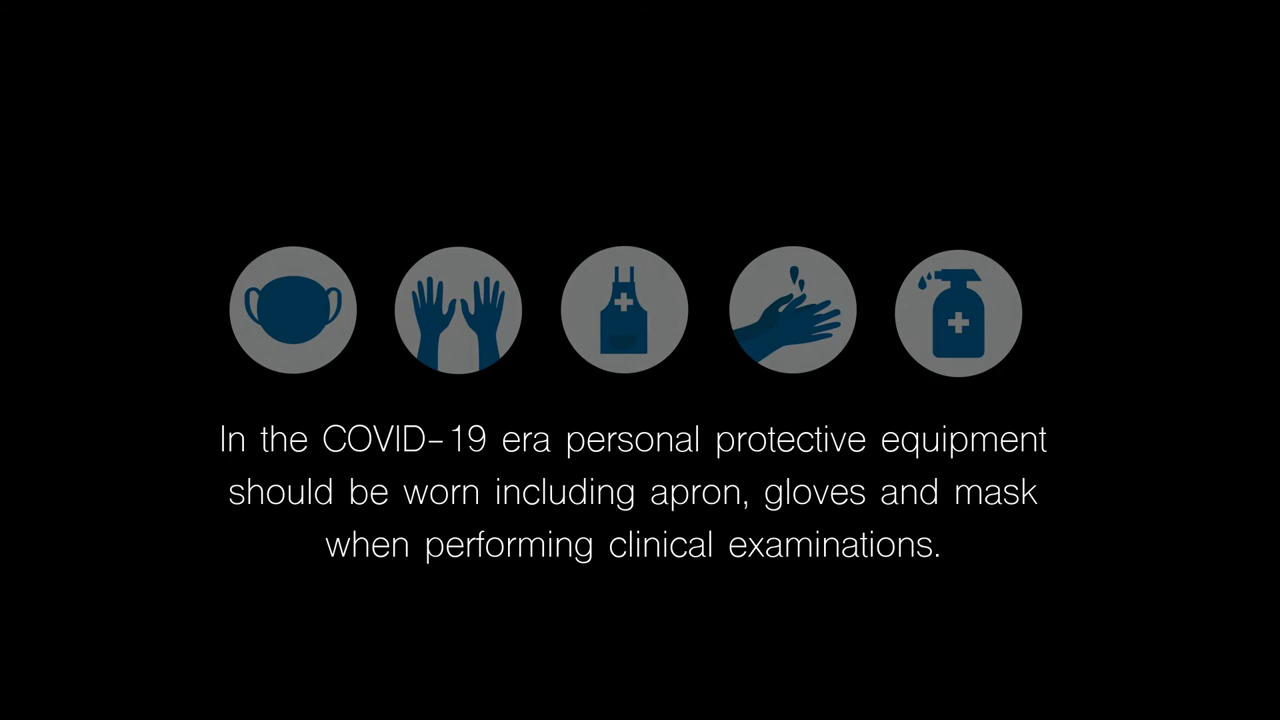 In the COVID-19 era personal protective equipment
should be worn including apron, gloves and mask
when performing clinical examinations.